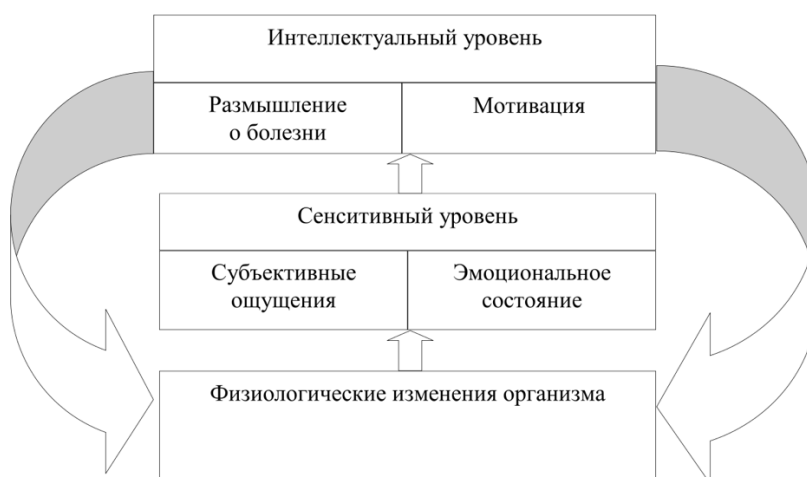 Интеллектуальный уровень
Размышление
о болезни
Мотивация
Сенситивный уровень
Субъективные
ощущения
Эмоциональное
состояние
Физиологические изменения организма